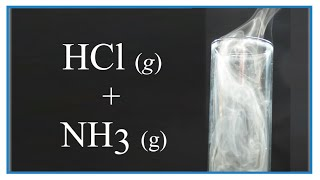 HCl (g)
+
NH3 (g)